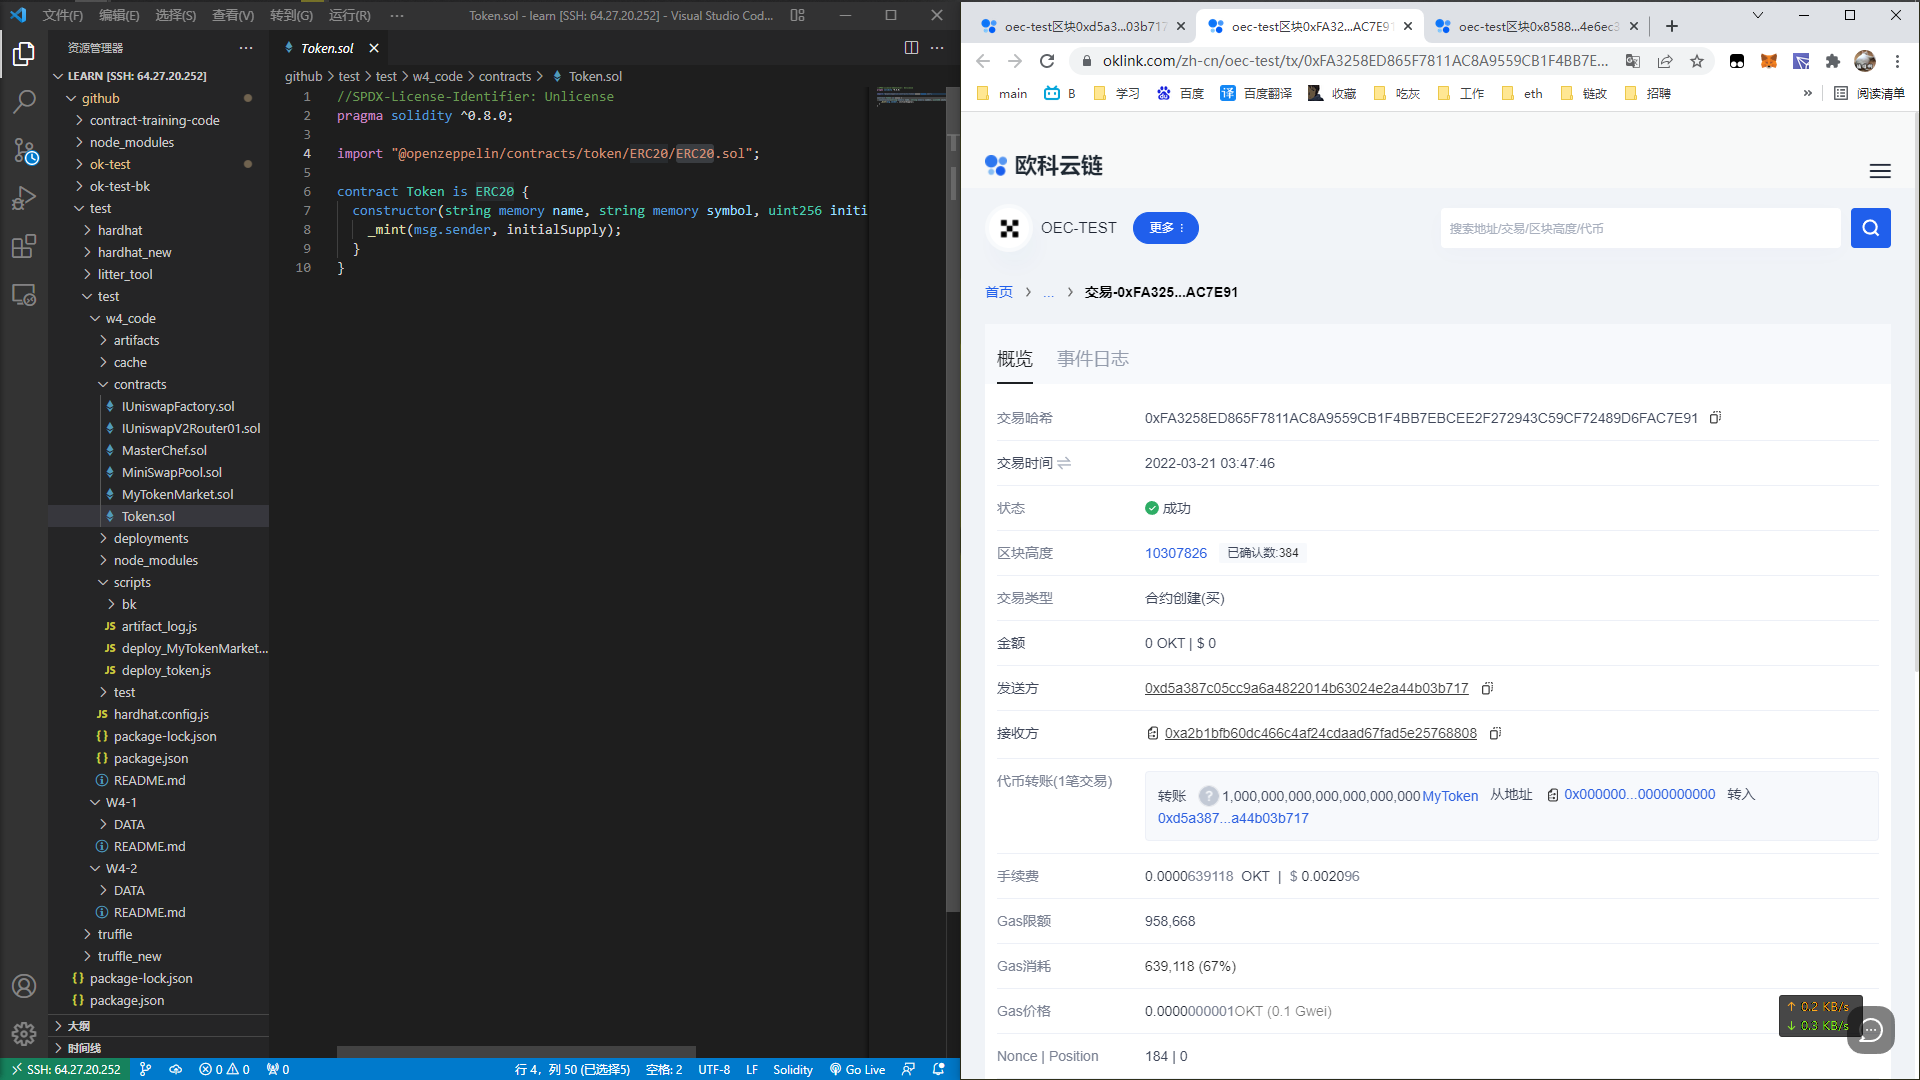 文件(F) 编辑(E) 选择(S) 查看(V) 转到(G) 运行(R) ··· Token.sol - learn [SSH: 64.27.20.252] - Visual Studio Cod...
资源管理器 ···
LEARN [SSH: 64.27.20.252]
github
contract-training-code
node_modules
ok-test
ok-test-bk
test
hardhat
hardhat_new
litter_tool
test
w4_code
artifacts
cache
contracts
IUniswapFactory.sol
IUniswapV2Router01.sol
MasterChef.sol
MiniSwapPool.sol
MyTokenMarket.sol
Token.sol
deployments
node_modules
scripts
bk
JS artifact_log.js
JS deploy_MyTokenMarket...
JS deploy_token.js
test
JS hardhat.config.js
{} package-lock.json
{} package.json
README.md
W4-1
DATA
README.md
W4-2
DATA
README.md
truffle
truffle_new
{} package-lock.json
{} package.json
大纲
时间线
Token.sol
github > test > test > w4_code > contracts > Token.sol
1 //SPDX-License-Identifier: Unlicense
2 pragma solidity ^0.8.0;
3
4 import "@openzeppelin/contracts/token/ERC20/ERC20.sol";
5
6 contract Token is ERC20 {
7 constructor(string memory name, string memory symbol, uint256 initi
8 _mint(msg.sender, initialSupply);
9 }
10 }
SSH: 64.27.20.252 0 0 0 行 4，列 50 (已选择5) 空格: 2 UTF-8 LF Solidity Go Live
oec-test区块0xd5a3...03b717 oec-test区块0xFA32...AC7E91 oec-test区块0x8588...4e6ec3
oklink.com/zh-cn/oec-test/tx/0xFA3258ED865F7811AC8A9559CB1F4BB7E...
main B 学习 百度 百度翻译 收藏 吃灰 工作 eth 链改 招聘 » 阅读清单
欧科云链
OEC-TEST 更多 搜索地址/交易/区块高度/代币
首页 > ... > 交易-0xFA325...AC7E91
概览 事件日志
交易哈希 0xFA3258ED865F7811AC8A9559CB1F4BB7EBCEE2F272943C59CF72489D6FAC7E91
交易时间 2022-03-21 03:47:46
状态 成功
区块高度 10307826 已确认数:384
交易类型 合约创建(买)
金额 0 OKT | $ 0
发送方 0xd5a387c05cc9a6a4822014b63024e2a44b03b717
接收方 0xa2b1bfb60dc466c4af24cdaad67fad5e25768808
代币转账(1笔交易) 转账 ? 1,000,000,000,000,000,000,000 MyToken 从地址 0x000000...0000000000 转入
0xd5a387...a44b03b717
手续费 0.0000639118 OKT | $ 0.002096
Gas限额 958,668
Gas消耗 639,118 (67%)
Gas价格 0.0000000001OKT (0.1 Gwei)
Nonce | Position 184 | 0
↑ 0.2 KB/s
↓ 0.3 KB/s